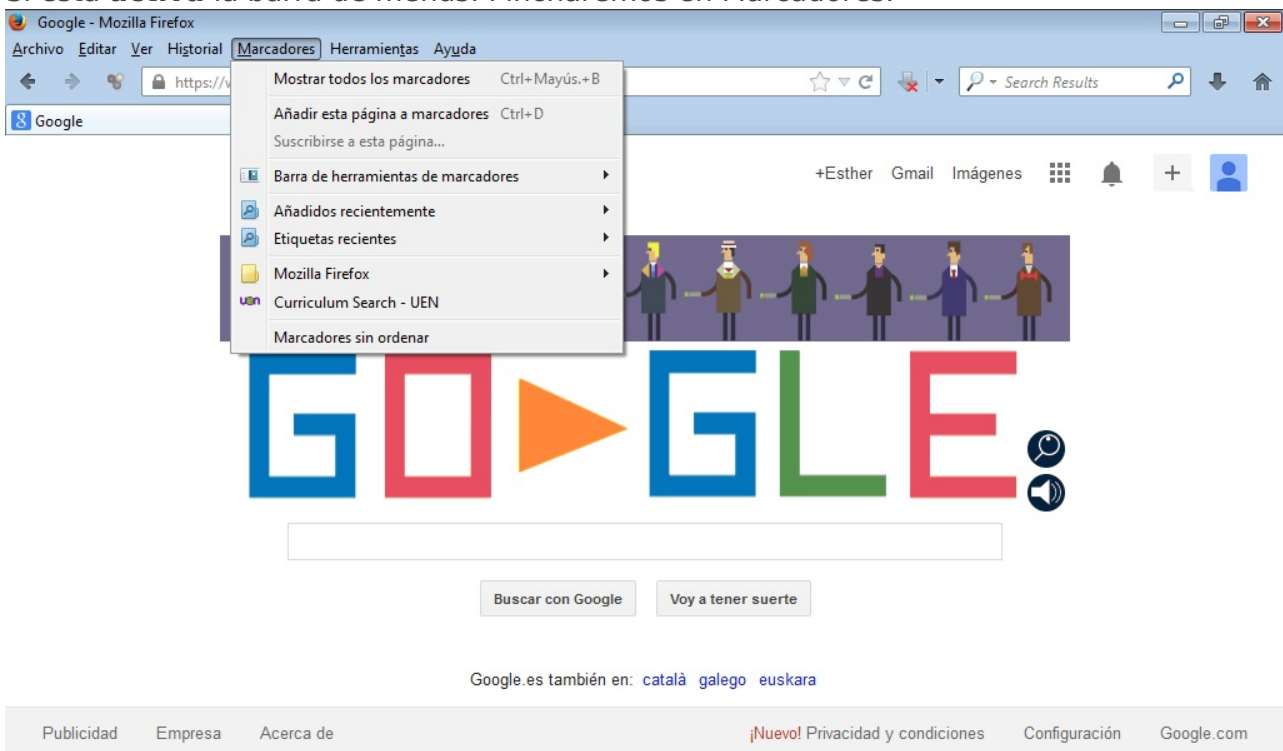 Google - Mozilla Firefox
Archivo Editar Ver Historial Marcadores Herramientas Ayuda
https://v
Search Results
Google
Mostrar todos los marcadores Ctrl+Mayús.+B
Añadir esta página a marcadores Ctrl+D
Suscribirse a esta página...
Barra de herramientas de marcadores
Añadidos recientemente
Etiquetas recientes
Mozilla Firefox
uen Curriculum Search - UEN
Marcadores sin ordenar
+Esther Gmail Imágenes
GO GLE
Buscar con Google Voy a tener suerte
Google.es también en: català galego euskara
Publicidad Empresa Acerca de ¡Nuevo! Privacidad y condiciones Configuración Google.com